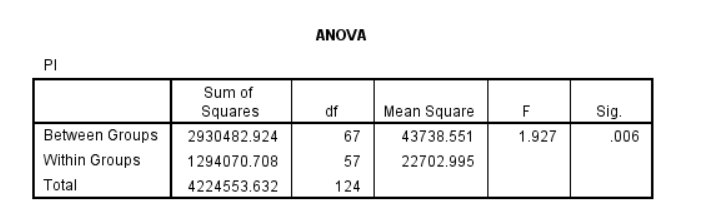 ANOVA
PI
Sum of Squares df Mean Square F Sig.
Between Groups 2930482.924 67 43738.551 1.927 .006
Within Groups 1294070.708 57 22702.995
Total 4224553.632 124